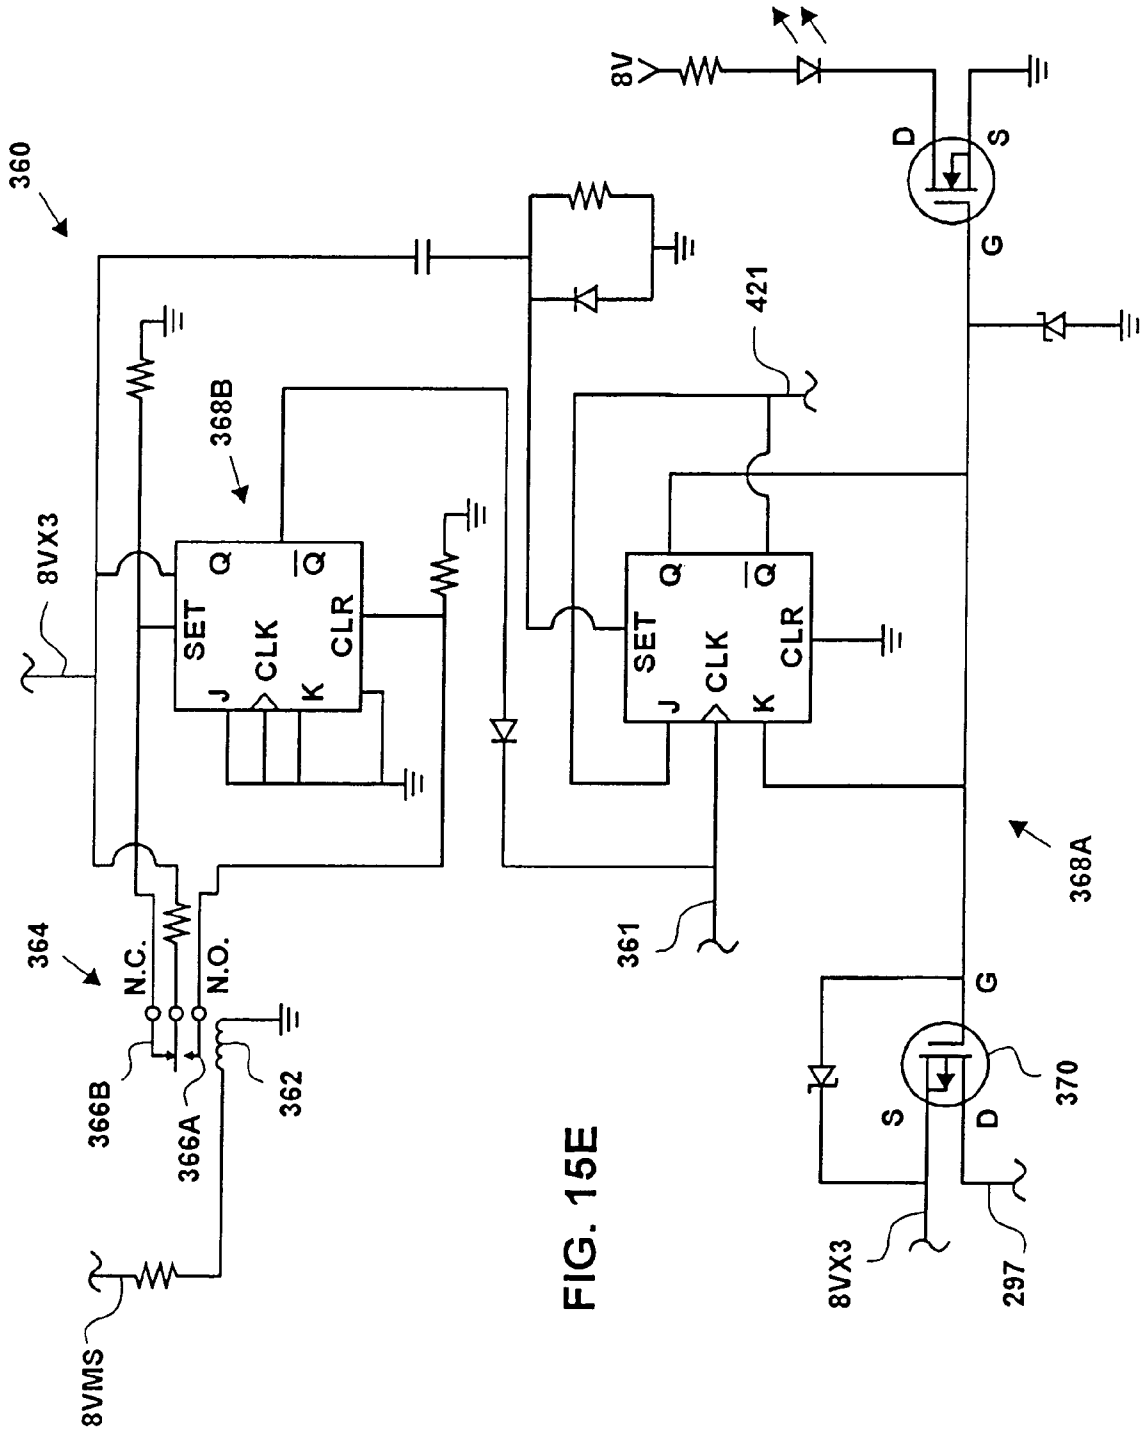 8VMS
366B
366A
362
364
N.C.
N.O.
8VX3
360
368B
J
SET
Q
CLK
K
CLR
Q
421
J
SET
Q
CLK
K
CLR
Q
361
368A
8V
D
S
G
8VX3
297
S
D
G
370
FIG. 15E